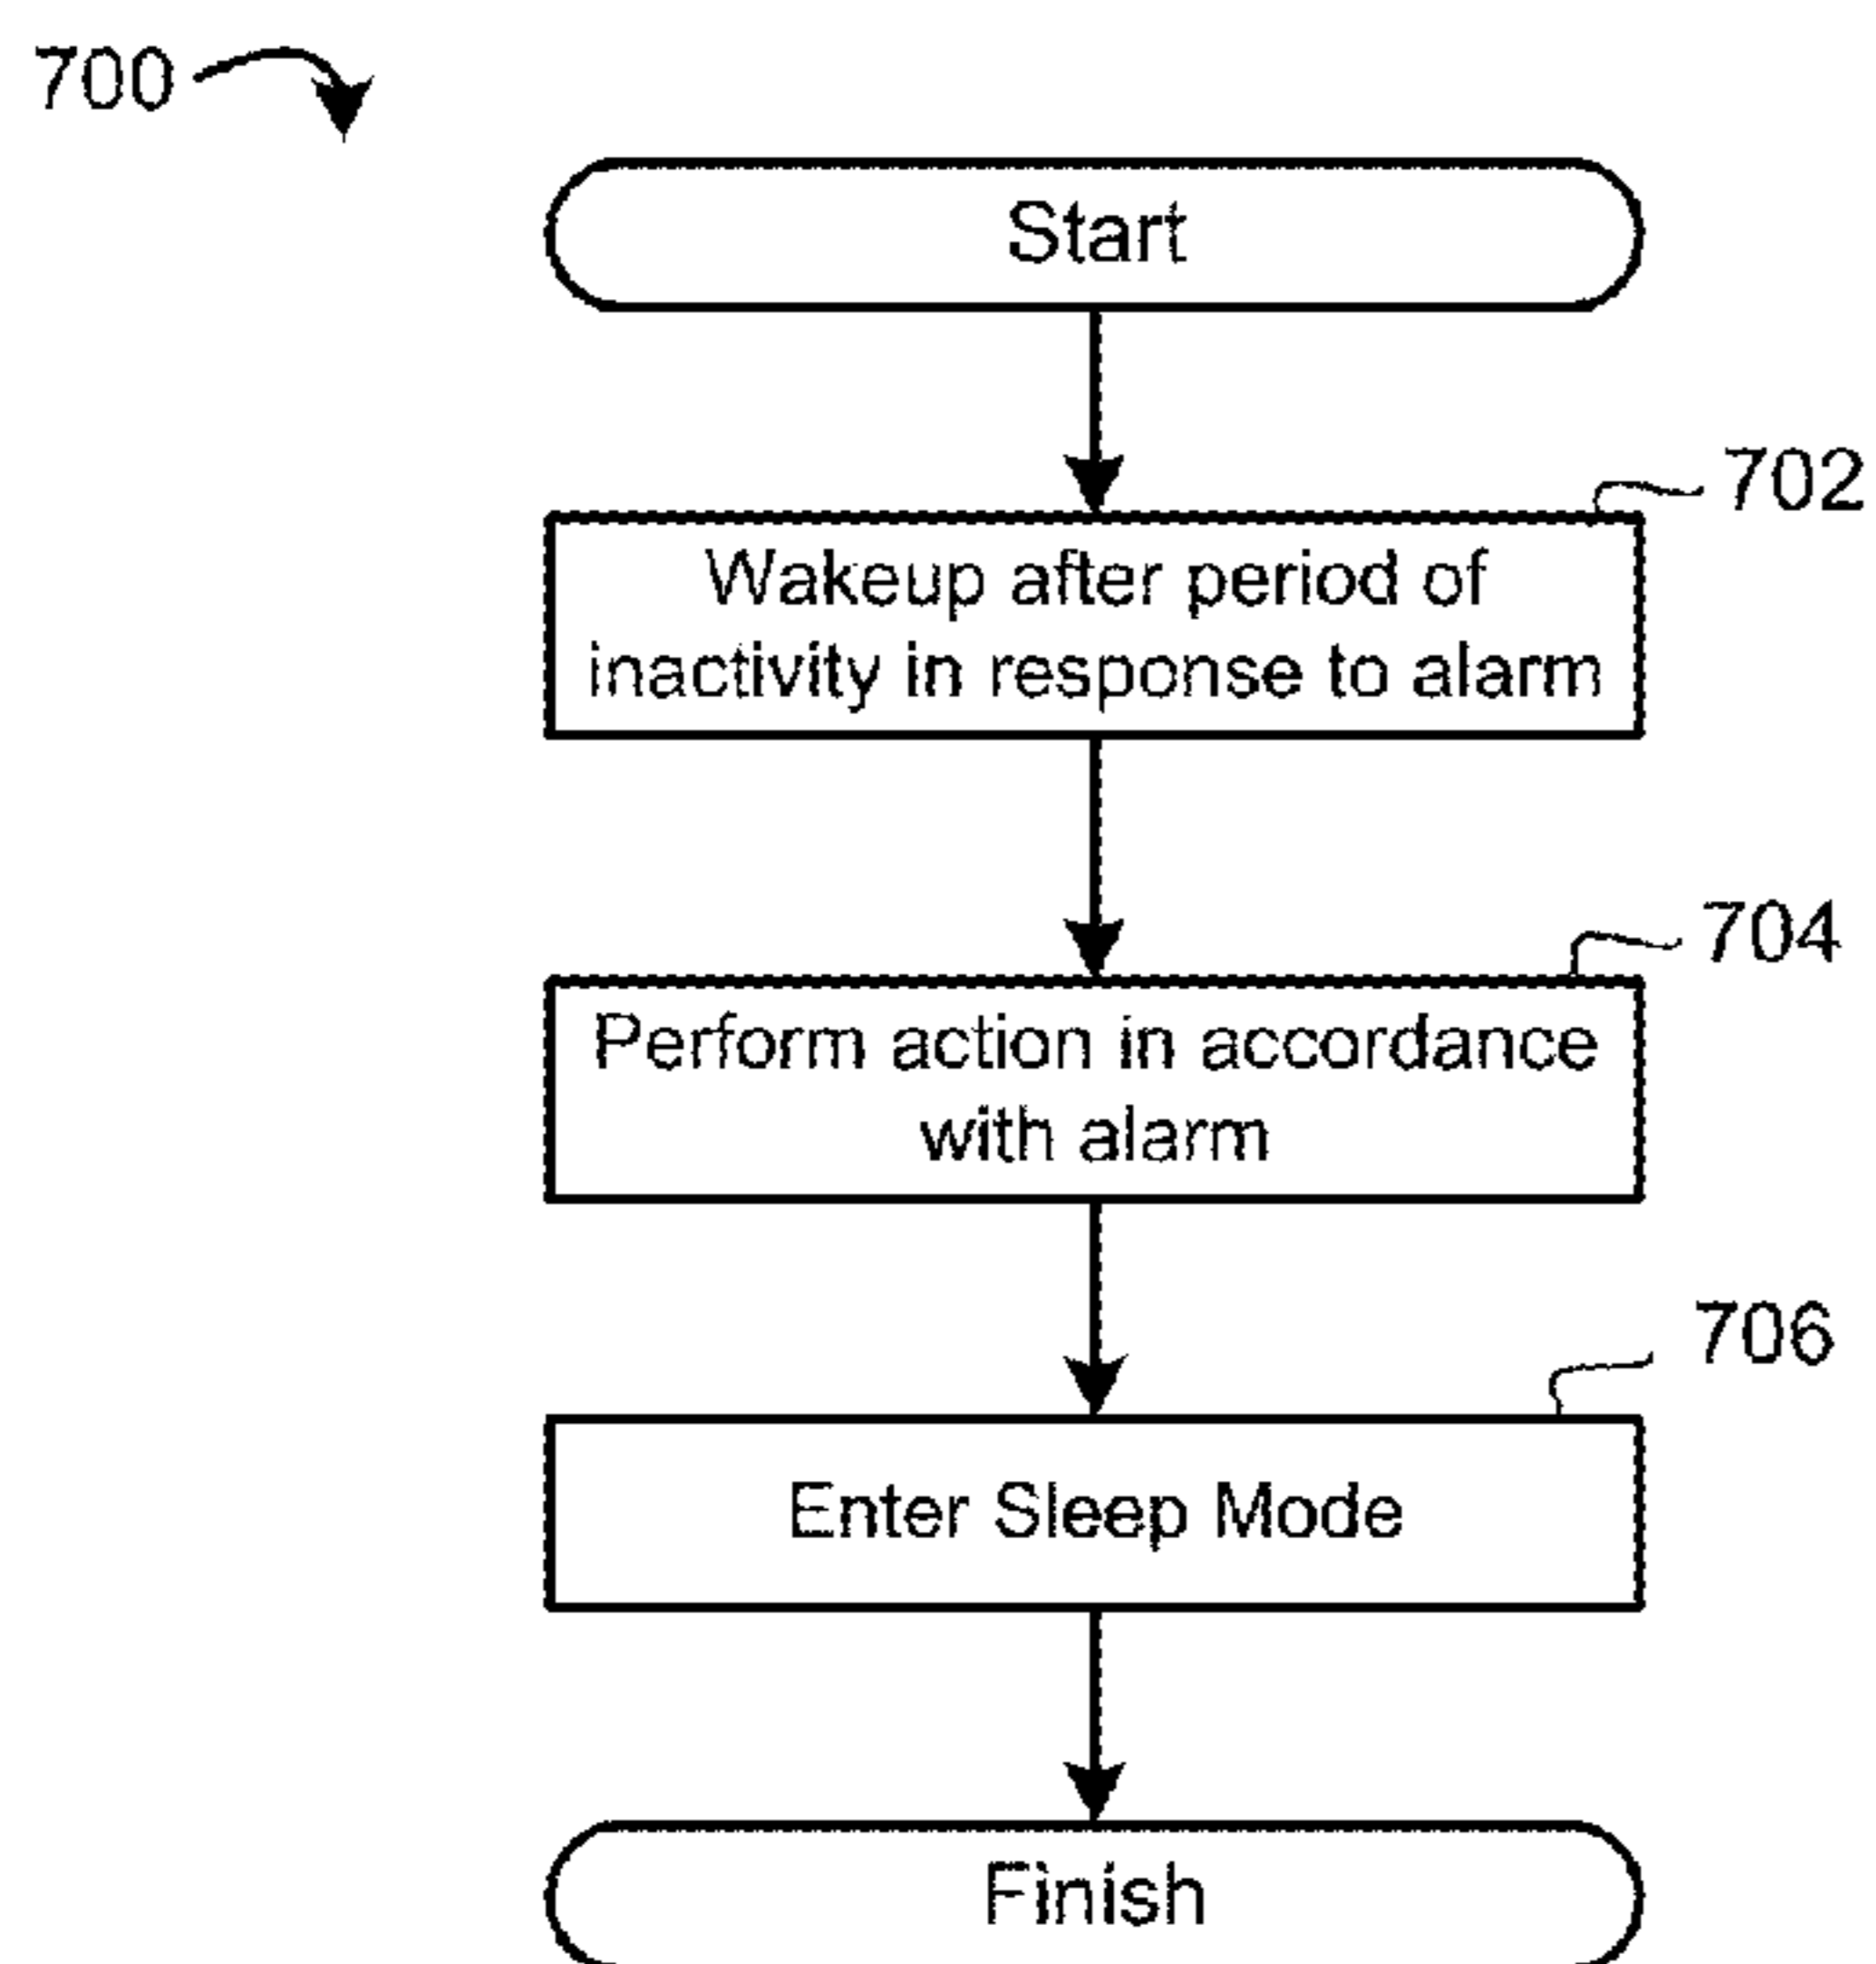 700
Start
702
Wakeup after period of
inactivity in response to alarm
704
Perform action in accordance
with alarm
706
Enter Sleep Mode
Finish